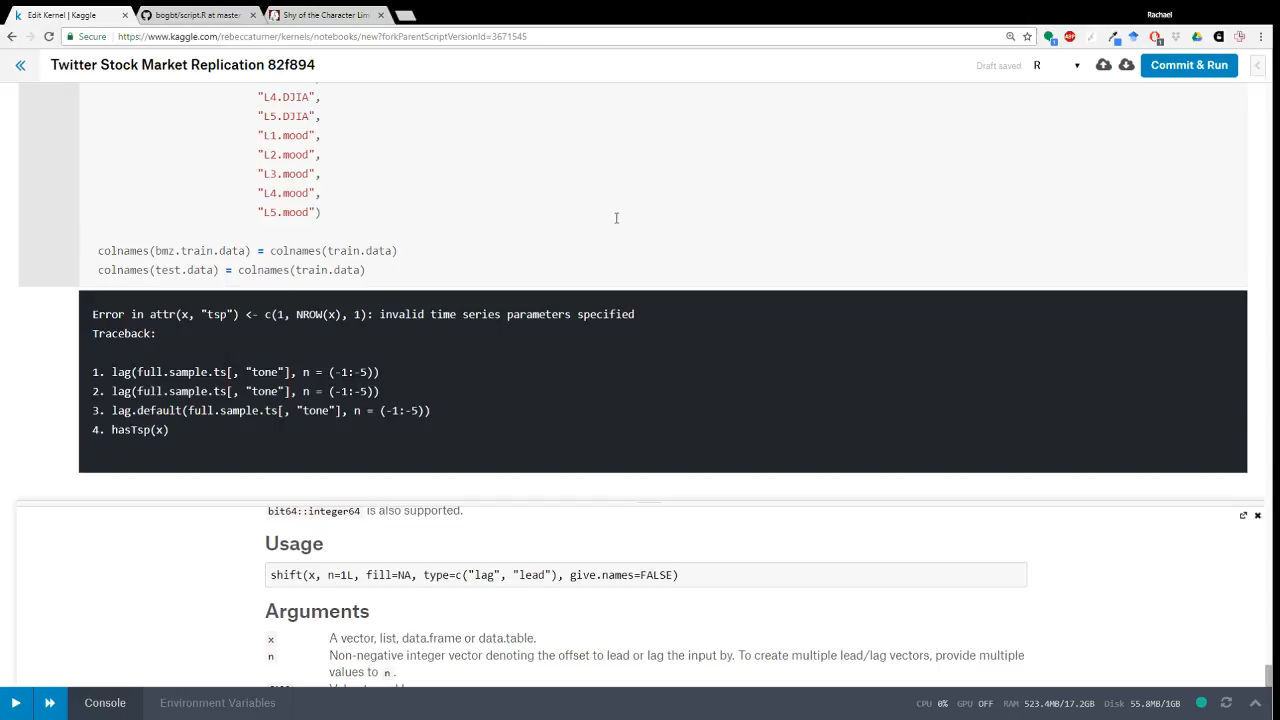 Edit Kernel | Kaggle
bogbt/script.R at master
Shy of the Character Lim
Rachael
Secure
https://www.kaggle.com/rebeccaturner/kernels/notebooks/new?forkParentScriptVersionId=3671545
Twitter Stock Market Replication 82f894
Draft saved
R
Commit & Run
"L4.DJIA",
"L5.DJIA",
"L1.mood",
"L2.mood",
"L3.mood",
"L4.mood",
"L5.mood")
colnames(bmz.train.data) = colnames(train.data)
colnames(test.data) = colnames(train.data)
Error in attr(x, "tsp") <- c(1, NROW(x), 1): invalid time series parameters specified
Traceback:
1. lag(full.sample.ts[, "tone"], n = (-1:-5))
2. lag(full.sample.ts[, "tone"], n = (-1:-5))
3. lag.default(full.sample.ts[, "tone"], n = (-1:-5))
4. hasTsp(x)
bit64::integer64 is also supported.
Usage
shift(x, n=1L, fill=NA, type=c("lag", "lead"), give.names=FALSE)
Arguments
x A vector, list, data.frame or data.table.
n Non-negative integer vector denoting the offset to lead or lag the input by. To create multiple lead/lag vectors, provide multiple
values to n.
Console
Environment Variables
CPU 0% GPU OFF RAM 523.4MB/17.2GB Disk 55.8MB/1GB